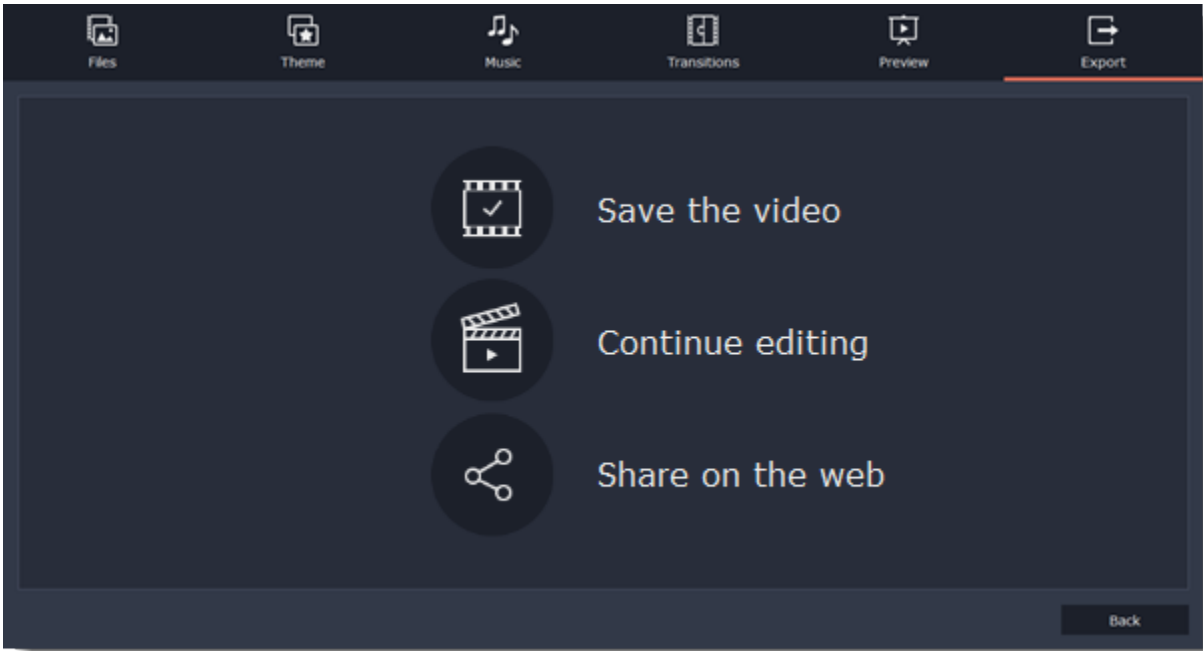 Files
Theme
Music
Transitions
Preview
Export
Save the video
Continue editing
Share on the web
Back